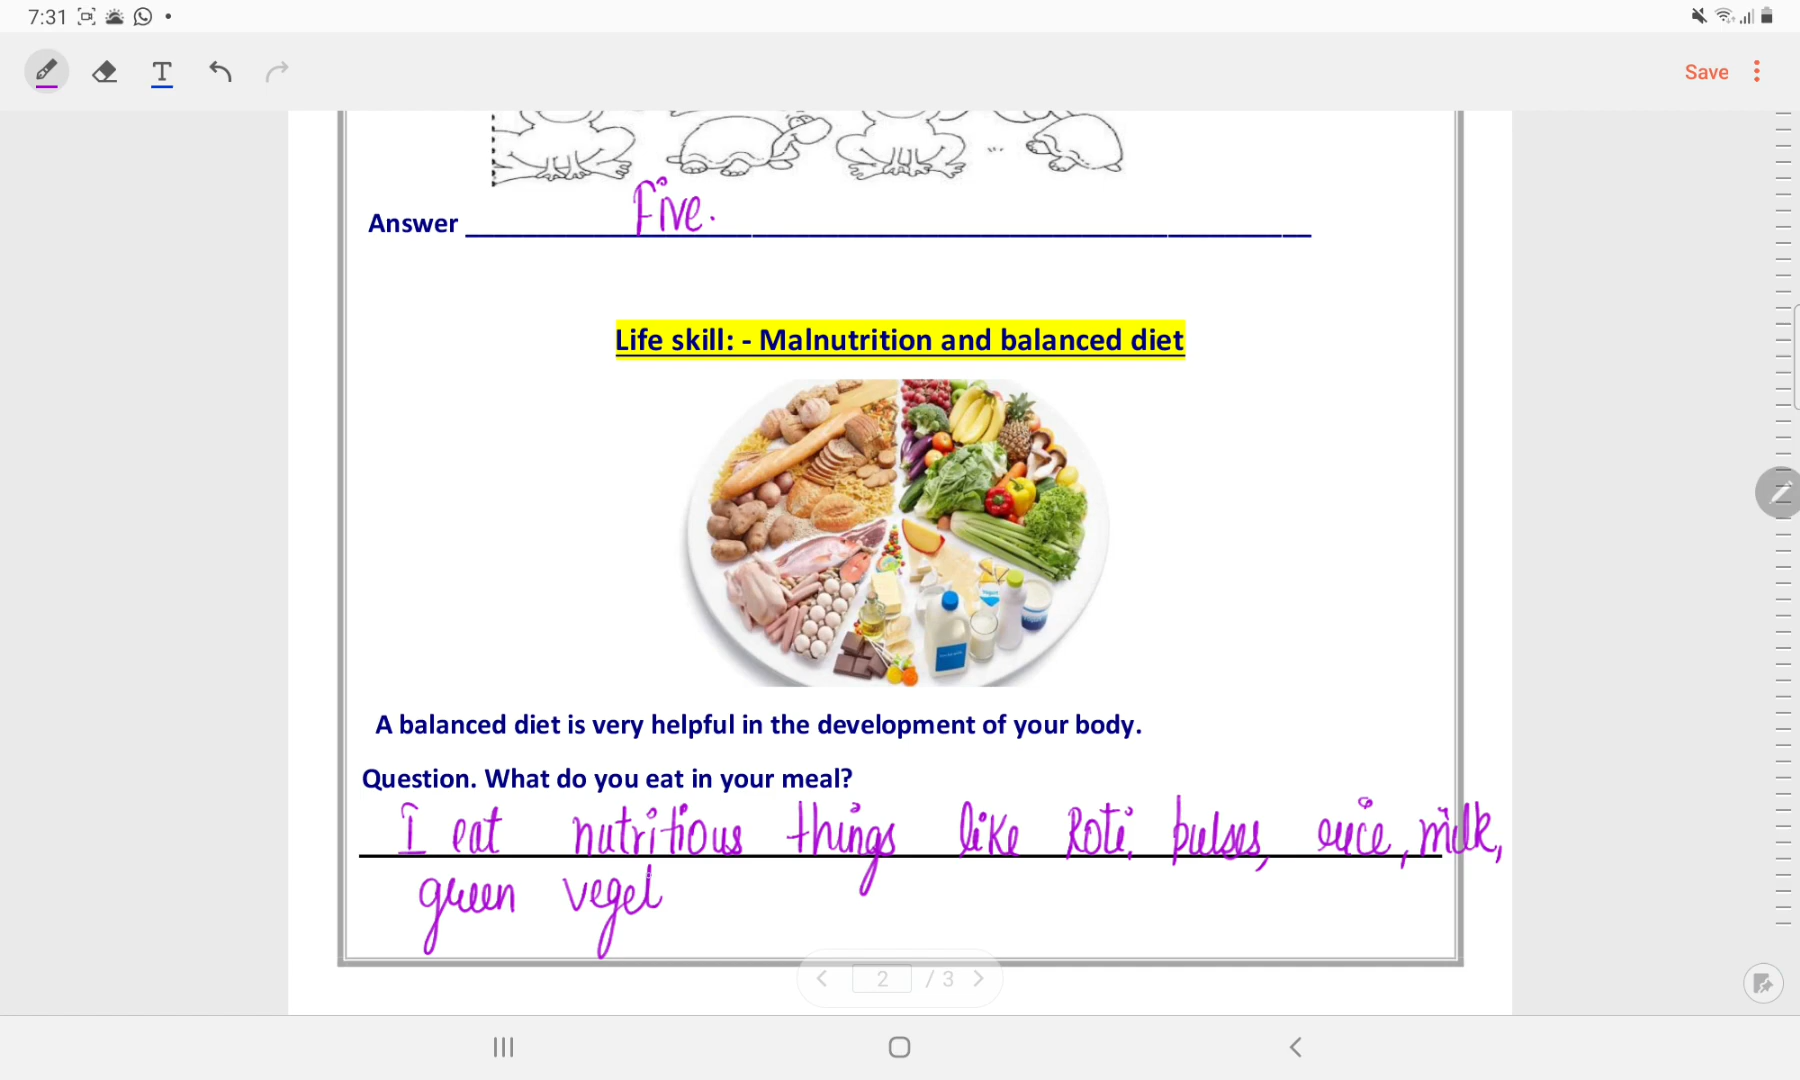 7:31
Save
Five.
Answer
Life skill: - Malnutrition and balanced diet
A balanced diet is very helpful in the development of your body.
Question. What do you eat in your meal?
I eat nutritious things like Roti, pulses, rice, milk,
green veget
2 / 3